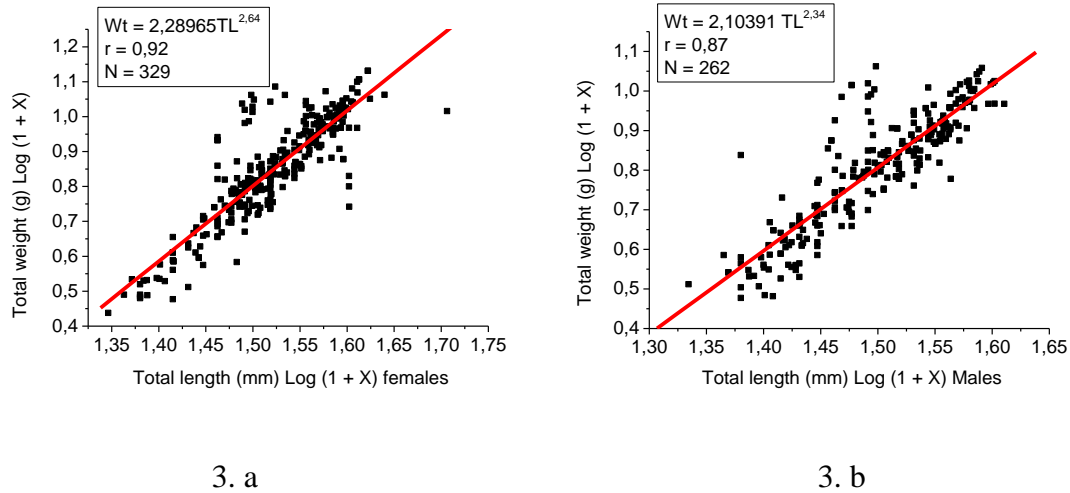 Wt = 2,28965TL^2,64
r = 0,92
N = 329
1,2
1,1
1,0
0,9
0,8
0,7
0,6
0,5
0,4
Total weight (g) Log (1 + X)
1,35 1,40 1,45 1,50 1,55 1,60 1,65 1,70 1,75
Total length (mm) Log (1 + X) females
3. a
Wt = 2,10391 TL^2,34
r = 0,87
N = 262
1,1
1,0
0,9
0,8
0,7
0,6
0,5
0,4
Total weight (g) Log (1 + X)
1,30 1,35 1,40 1,45 1,50 1,55 1,60 1,65
Total length (mm) Log (1 + X) Males
3. b